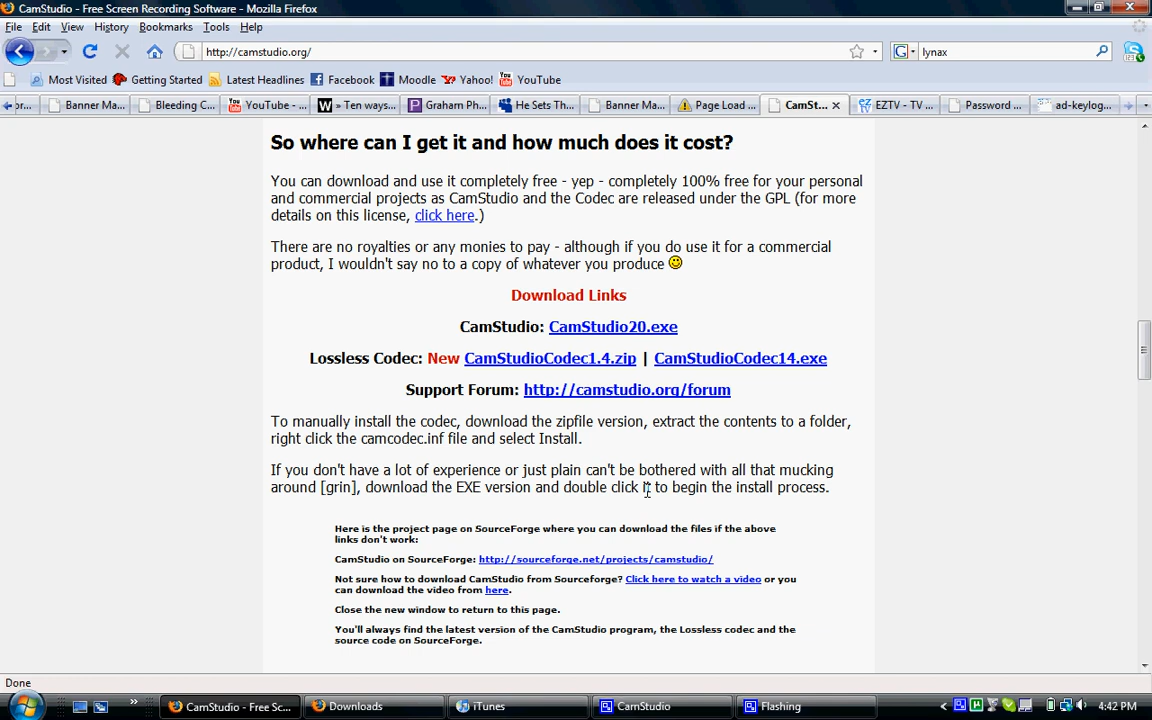 CamStudio - Free Screen Recording Software - Mozilla Firefox
File Edit View History Bookmarks Tools Help
http://camstudio.org/
lynax
Most Visited Getting Started Latest Headlines Facebook Moodle Yahoo! YouTube
or... Banner Ma... Bleeding C... YouTube - ... » Ten ways... Graham Ph... He Sets Th... Banner Ma... Page Load ... CamSt... EZTV - TV ... Password ... ad-keylog...
So where can I get it and how much does it cost?
You can download and use it completely free - yep - completely 100% free for your personal
and commercial projects as CamStudio and the Codec are released under the GPL (for more
details on this license, click here.)
There are no royalties or any monies to pay - although if you do use it for a commercial
product, I wouldn't say no to a copy of whatever you produce
Download Links
CamStudio: CamStudio20.exe
Lossless Codec: New CamStudioCodec1.4.zip | CamStudioCodec14.exe
Support Forum: http://camstudio.org/forum
To manually install the codec, download the zipfile version, extract the contents to a folder,
right click the camcodec.inf file and select Install.
If you don't have a lot of experience or just plain can't be bothered with all that mucking
around [grin], download the EXE version and double click it to begin the install process.
Here is the project page on SourceForge where you can download the files if the above
links don't work:
CamStudio on SourceForge: http://sourceforge.net/projects/camstudio/
Not sure how to download CamStudio from Sourceforge? Click here to watch a video or you
can download the video from here.
Close the new window to return to this page.
You'll always find the latest version of the CamStudio program, the Lossless codec and the
source code on SourceForge.
Done
CamStudio - Free Sc... Downloads iTunes CamStudio Flashing 4:42 PM